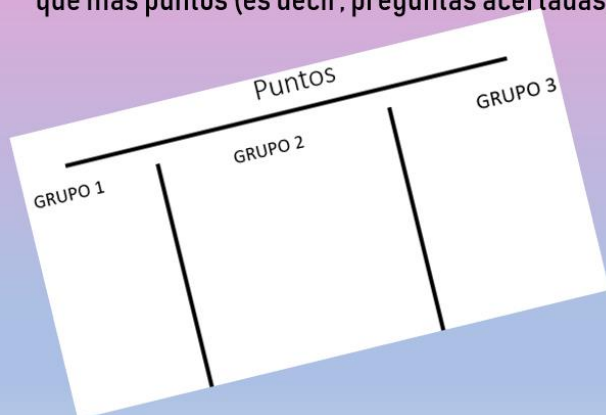 que más puntos (es decir, preguntas acertadas
Puntos
GRUPO 1
GRUPO 2
GRUPO 3